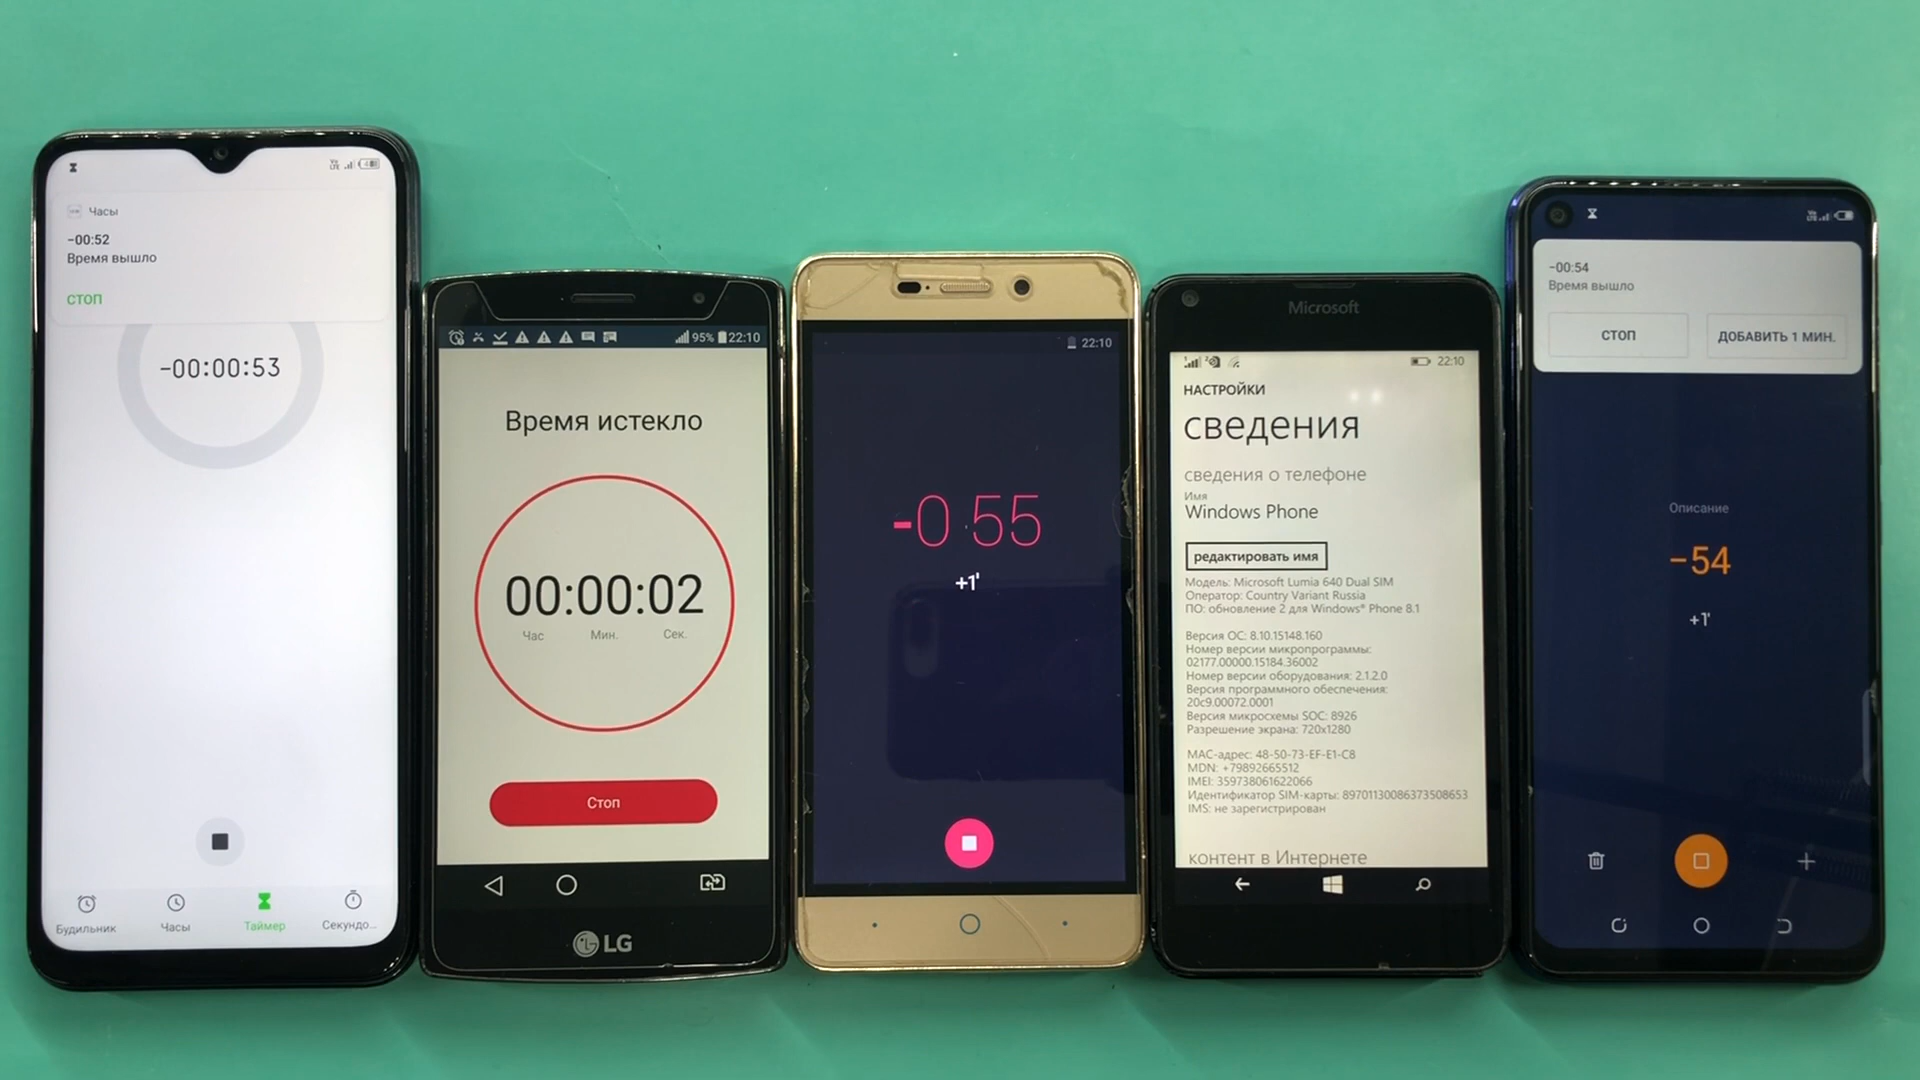 Часы
-00:52
Время вышло
СТОП
-00:00:53
Будильник
Часы
Таймер
Секундо...
95% 22:10
Время истекло
00:00:02
Час Мин. Сек.
Стоп
LG
22:10
-0 55
+1'
Microsoft
22:10
НАСТРОЙКИ
сведения
сведения о телефоне
Имя
Windows Phone
редактировать имя
Модель: Microsoft Lumia 640 Dual SIM
Оператор: Country Variant Russia
ПО: обновление 2 для Windows® Phone 8.1
Версия ОС: 8.10.15148.160
Номер версии микропрограммы:
02177.00000.15184.36002
Номер версии оборудования: 2.1.2.0
Версия программного обеспечения:
20c9.00072.0001
Версия микросхемы SOC: 8926
Разрешение экрана: 720x1280
MAC-адрес: 48-50-73-EF-E1-C8
MDN: +79892665512
IMEI: 359738061622066
Идентификатор SIM-карты: 89701130086373508653
IMS: не зарегистрирован
контент в Интернете
-00:54
Время вышло
СТОП
ДОБАВИТЬ 1 МИН.
Описание
-54
+1'